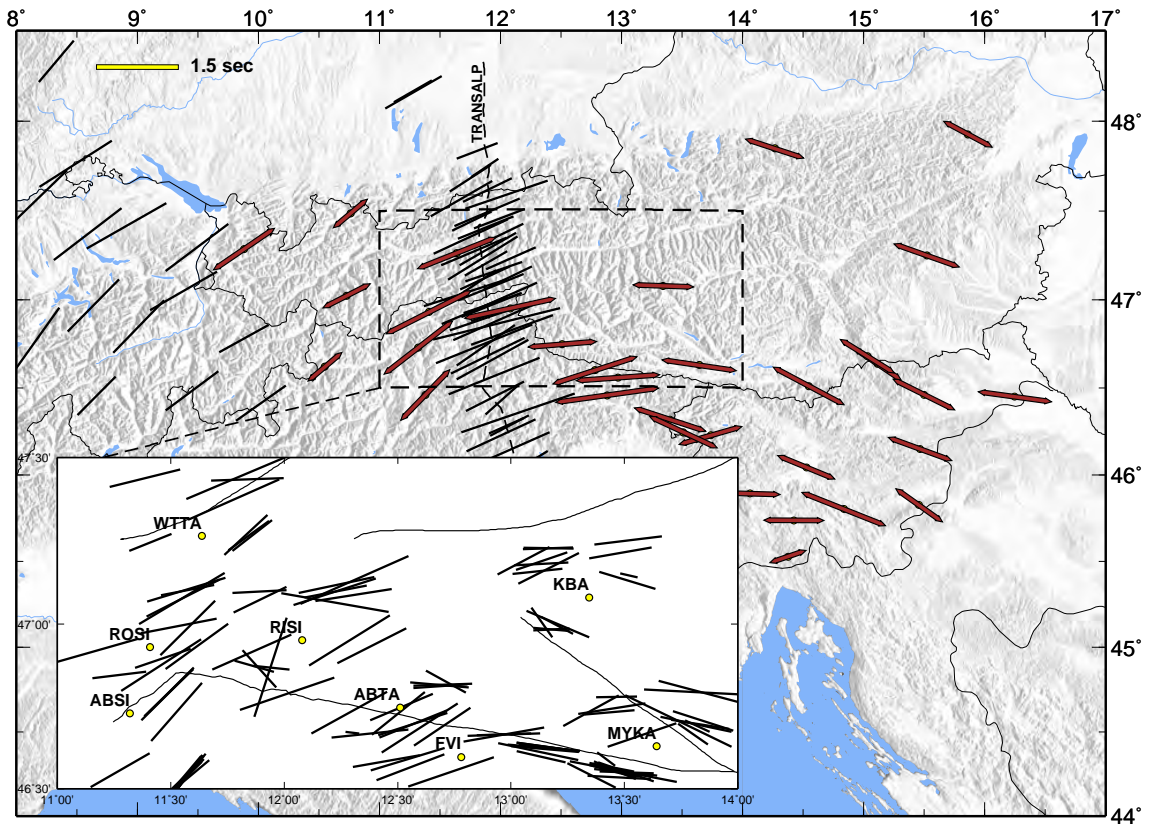 8° 9° 10° 11° 12° 13° 14° 15° 16° 17°
1.5 sec
TRANSALP
48°
47°
46°
45°
44°
47°30'
47°00'
46°30'
WTTA
KBA
ROSI
RISI
ABSI
ABTA
EVI
MYKA
11°00' 11°30' 12°00' 12°30' 13°00' 13°30' 14°00'